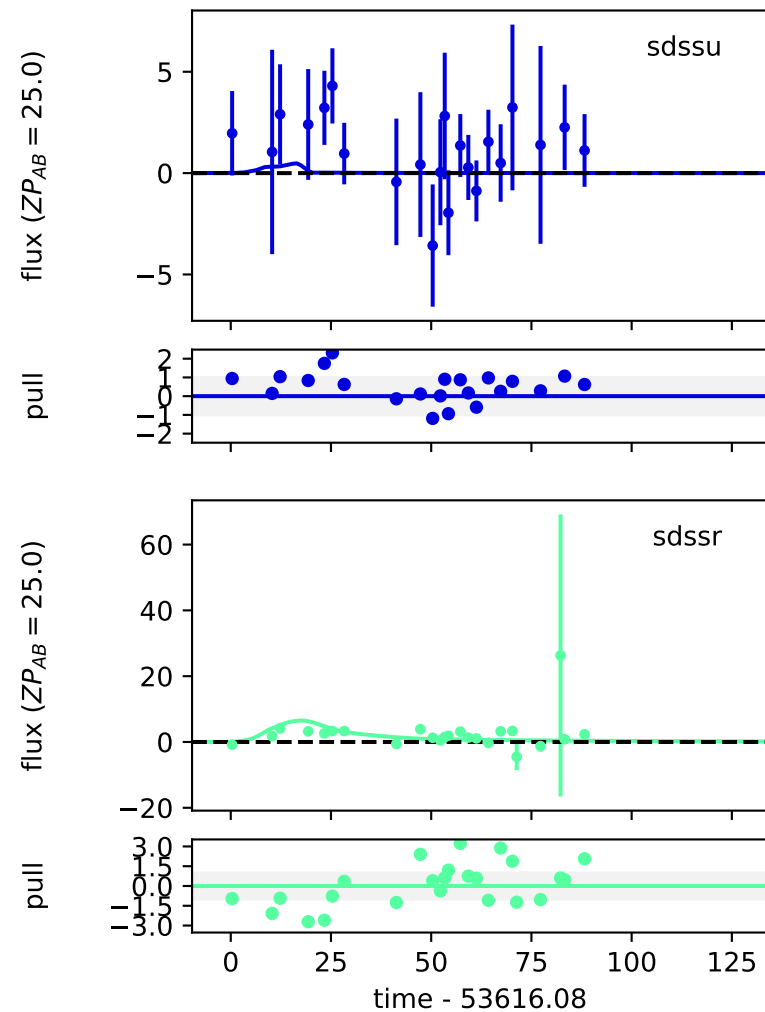 sdssu
flux (ZP_AB = 25.0)
5
0
−5
pull
2
1
0
−1
−2
sdssr
flux (ZP_AB = 25.0)
60
40
20
0
−20
pull
3.0
1.5
0.0
−1.5
−3.0
0 25 50 75 100 125
time - 53616.08